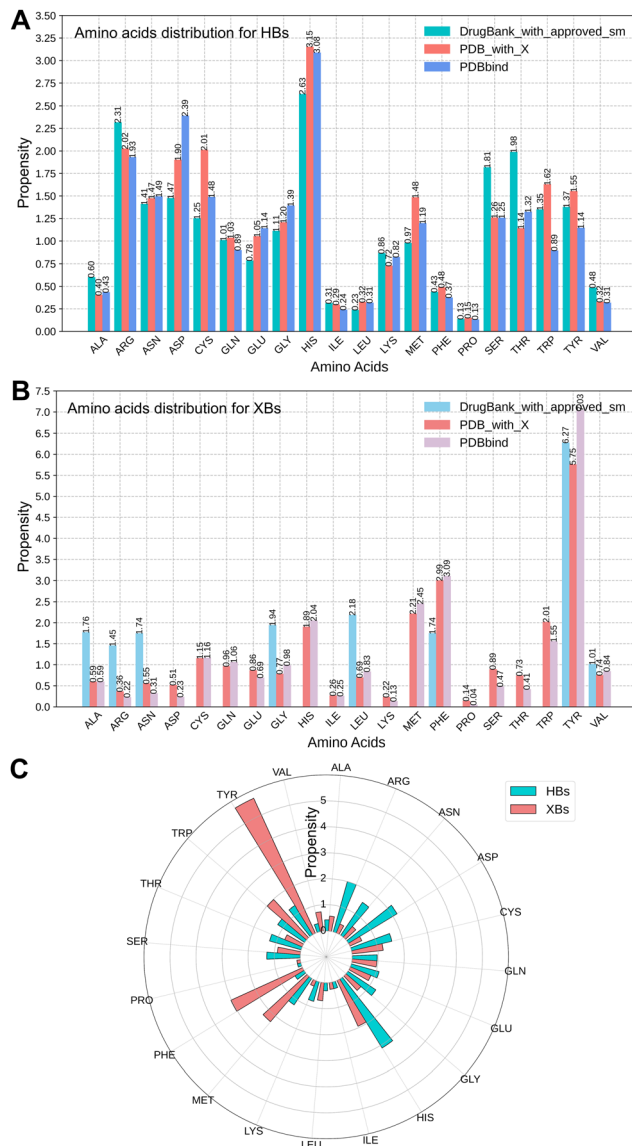 A
Amino acids distribution for HBs
DrugBank_with_approved_sm
PDB_with_X
PDBbind
Propensity
3.50
3.25
3.00
2.75
2.50
2.25
2.00
1.75
1.50
1.25
1.00
0.75
0.50
0.25
0.00
0.60 0.40 0.43
2.31 2.02 1.93
1.41 1.47 1.49
1.47 1.90 2.39
1.25 2.01 1.48
1.01 1.03 0.89
0.78 1.05 1.14
1.11 1.20 1.39
2.63 3.15 3.08
0.31 0.29 0.24
0.23 0.32 0.31
0.86 0.72 0.82
0.97 1.48 1.19
0.43 0.48 0.37
0.13 0.15 0.13
1.81 1.26 1.25
1.98 1.14 1.32
1.35 1.62 0.89
1.37 1.55 1.14
0.48 0.32 0.31
ALA ARG ASN ASP CYS GLN GLU GLY HIS ILE LEU LYS MET PHE PRO SER THR TRP TYR VAL
Amino Acids
B
Amino acids distribution for XBs
DrugBank_with_approved_sm
PDB_with_X
PDBbind
Propensity
7.5
7.0
6.5
6.0
5.5
5.0
4.5
4.0
3.5
3.0
2.5
2.0
1.5
1.0
0.5
0.0
1.76 0.59 0.59
1.45 0.36 0.22
1.74 0.55 0.31
0.51 0.23
1.15 1.16
0.96 1.06
0.86 0.69
1.94 0.77 0.98
1.89 2.04
0.26 0.25
2.18 0.69 0.83
0.22 0.13
2.21 2.45
1.74 2.99 3.09
0.14 0.04
0.89 0.47
0.73 0.41
2.01 1.55
6.27 5.75
1.01 0.74 0.84
ALA ARG ASN ASP CYS GLN GLU GLY HIS ILE LEU LYS MET PHE PRO SER THR TRP TYR VAL
Amino Acids
C
HBs
XBs
Propensity
5
4
3
2
1
0
ALA
ARG
ASN
ASP
CYS
GLN
GLU
GLY
HIS
ILE
LEU
LYS
MET
PHE
PRO
SER
THR
TRP
TYR
VAL